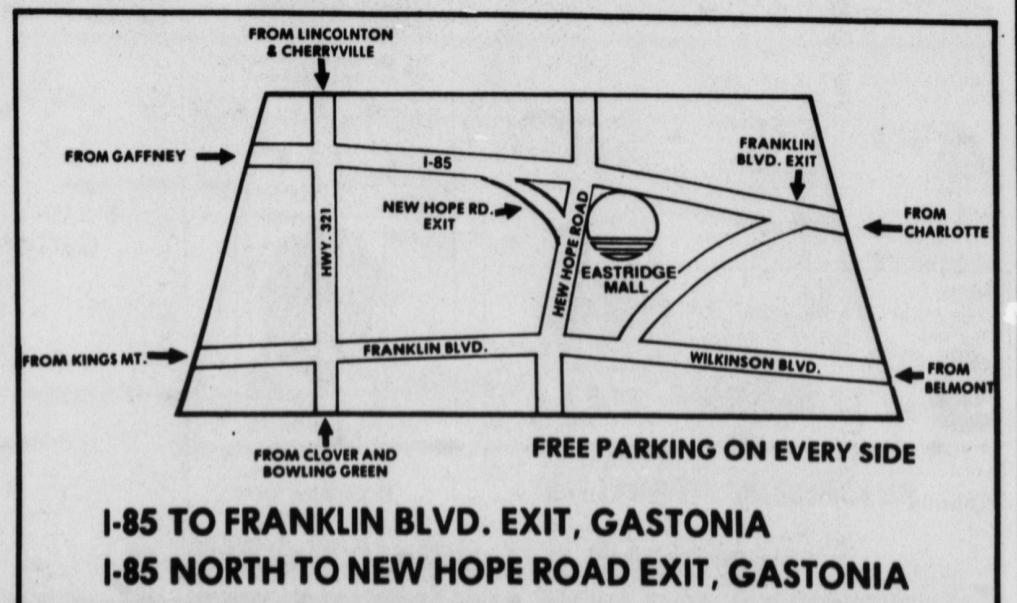 FROM LINCOLNTON
& CHERRYVILLE
FROM GAFFNEY
I-85
FRANKLIN
BLVD. EXIT
NEW HOPE RD.
EXIT
FROM
CHARLOTTE
HWY. 321
HEW HOPE ROAD
EASTRIDGE
MALL
FROM KINGS MT.
FRANKLIN BLVD.
WILKINSON BLVD.
FROM
BELMONT
FROM CLOVER AND
BOWLING GREEN
FREE PARKING ON EVERY SIDE
I-85 TO FRANKLIN BLVD. EXIT, GASTONIA
I-85 NORTH TO NEW HOPE ROAD EXIT, GASTONIA